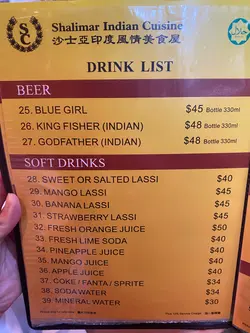 Shalimar Indian Cuisine
沙士亞印度風情美食屋
DRINK LIST
BEER
25. BLUE GIRL $45 Bottle 330ml
26. KING FISHER (INDIAN) $48 Bottle 330ml
27. GODFATHER (INDIAN) $48 Bottle 330ml
SOFT DRINKS
28. SWEET OR SALTED LASSI $40
29. MANGO LASSI $40
30. BANANA LASSI $40
31. STRAWBERRY LASSI $40
32. FRESH ORANGE JUICE $50
33. FRESH LIME SODA $40
34. PINEAPPLE JUICE $40
35. MANGO JUICE $40
36. APPLE JUICE $40
37. COKE / FANTA / SPRITE $34
38. SODA WATER $34
39. MINERAL WATER $30